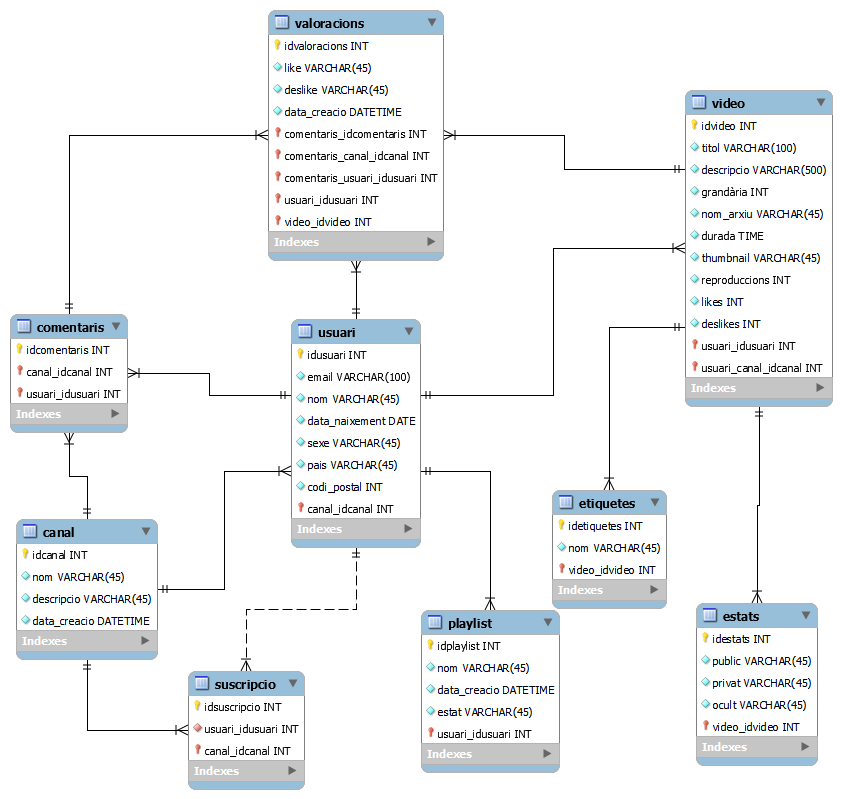 valoracions
idvaloracions INT
like VARCHAR(45)
deslike VARCHAR(45)
data_creacio DATETIME
comentaris_idcomentaris INT
comentaris_canal_idcanal INT
comentaris_usuari_idusuari INT
usuari_idusuari INT
video_idvideo INT
Indexes
video
idvideo INT
titol VARCHAR(100)
descripcio VARCHAR(500)
grandària INT
nom_arxiu VARCHAR(45)
durada TIME
thumbnail VARCHAR(45)
reproduccions INT
likes INT
deslikes INT
usuari_idusuari INT
usuari_canal_idcanal INT
Indexes
comentaris
idcomentaris INT
canal_idcanal INT
usuari_idusuari INT
Indexes
usuari
idusuari INT
email VARCHAR(100)
nom VARCHAR(45)
data_naixement DATE
sexe VARCHAR(45)
pais VARCHAR(45)
codi_postal INT
canal_idcanal INT
Indexes
canal
idcanal INT
nom VARCHAR(45)
descripcio VARCHAR(45)
data_creacio DATETIME
Indexes
etiquetes
idetiquetes INT
nom VARCHAR(45)
video_idvideo INT
Indexes
suscripcio
idsuscripcio INT
usuari_idusuari INT
canal_idcanal INT
Indexes
playlist
idplaylist INT
nom VARCHAR(45)
data_creacio DATETIME
estat VARCHAR(45)
usuari_idusuari INT
Indexes
estats
idestats INT
public VARCHAR(45)
privat VARCHAR(45)
ocult VARCHAR(45)
video_idvideo INT
Indexes